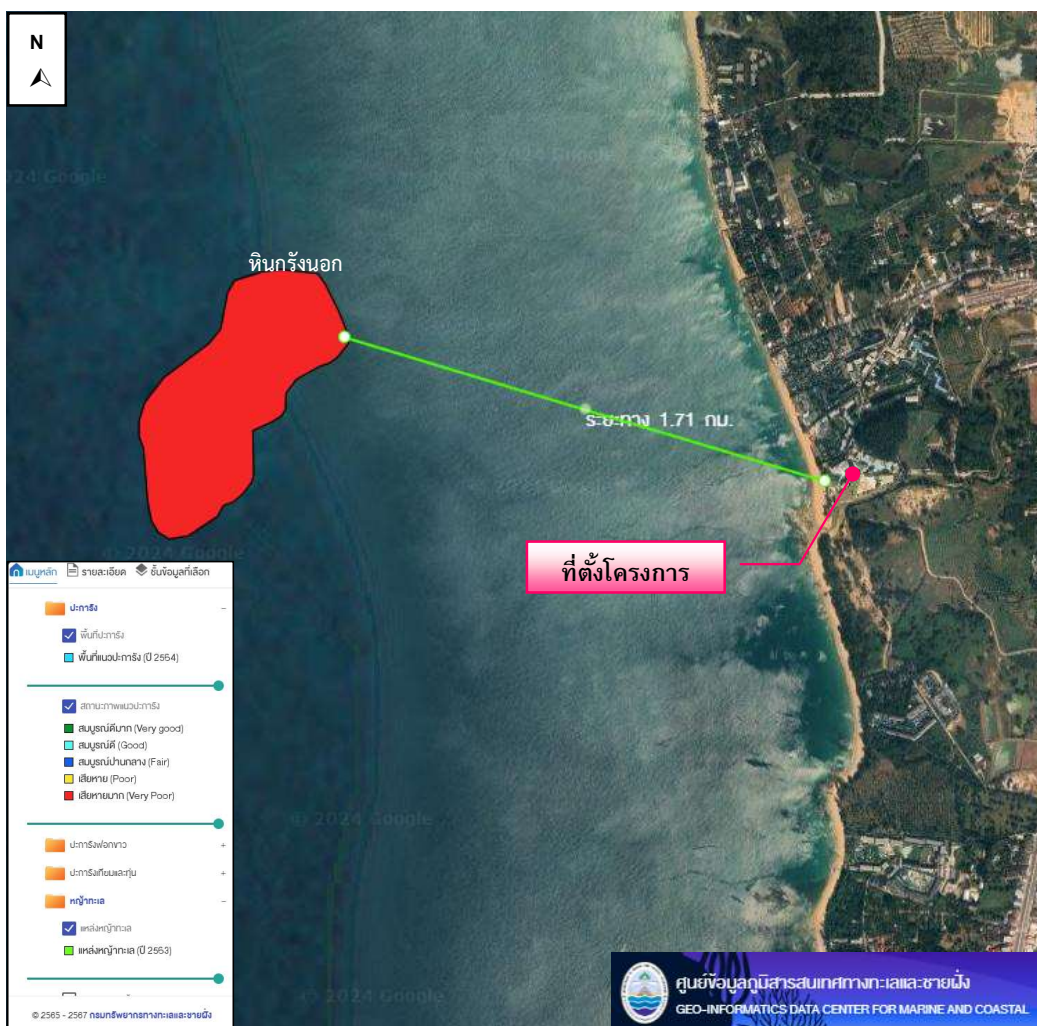 N
2024 Google
หินกรังนอก
ระยะทาง 1.71 กม.
© 2024 Google
ที่ตั้งโครงการ
เมนูหลัก รายละเอียด ชั้นข้อมูลที่เลือก
ปะการัง −
พื้นที่ปะการัง
พื้นที่แนวปะการัง (ปี 2554)
สถานะภาพแนวปะการัง
สมบูรณ์ดีมาก (Very good)
สมบูรณ์ดี (Good)
สมบูรณ์ปานกลาง (Fair)
เสียหาย (Poor)
เสียหายมาก (Very Poor)
© 2024 Google
ปะการังฟอกขาว +
ปะการังเทียมและทุ่น +
หญ้าทะเล −
แหล่งหญ้าทะเล
แหล่งหญ้าทะเล (ปี 2563)
© 2024 Google
© 2565 - 2567 กรมทรัพยากรทางทะเลและชายฝั่ง
ศูนย์ข้อมูลภูมิสารสนเทศทางทะเลและชายฝั่ง
GEO-INFORMATICS DATA CENTER FOR MARINE AND COASTAL